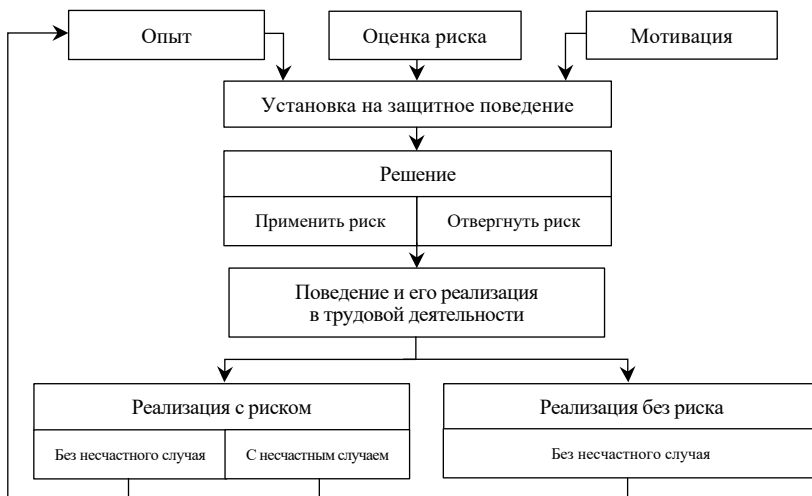 Опыт
Оценка риска
Мотивация
Установка на защитное поведение
Решение
Применить риск
Отвергнуть риск
Поведение и его реализация
в трудовой деятельности
Реализация с риском
Реализация без риска
Без несчастного случая
С несчастным случаем
Без несчастного случая